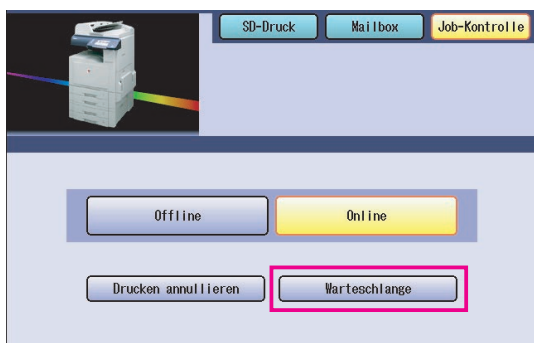 SD-Druck Mailbox Job-Kontrolle
Offline Online
Drucken annullieren Warteschlange